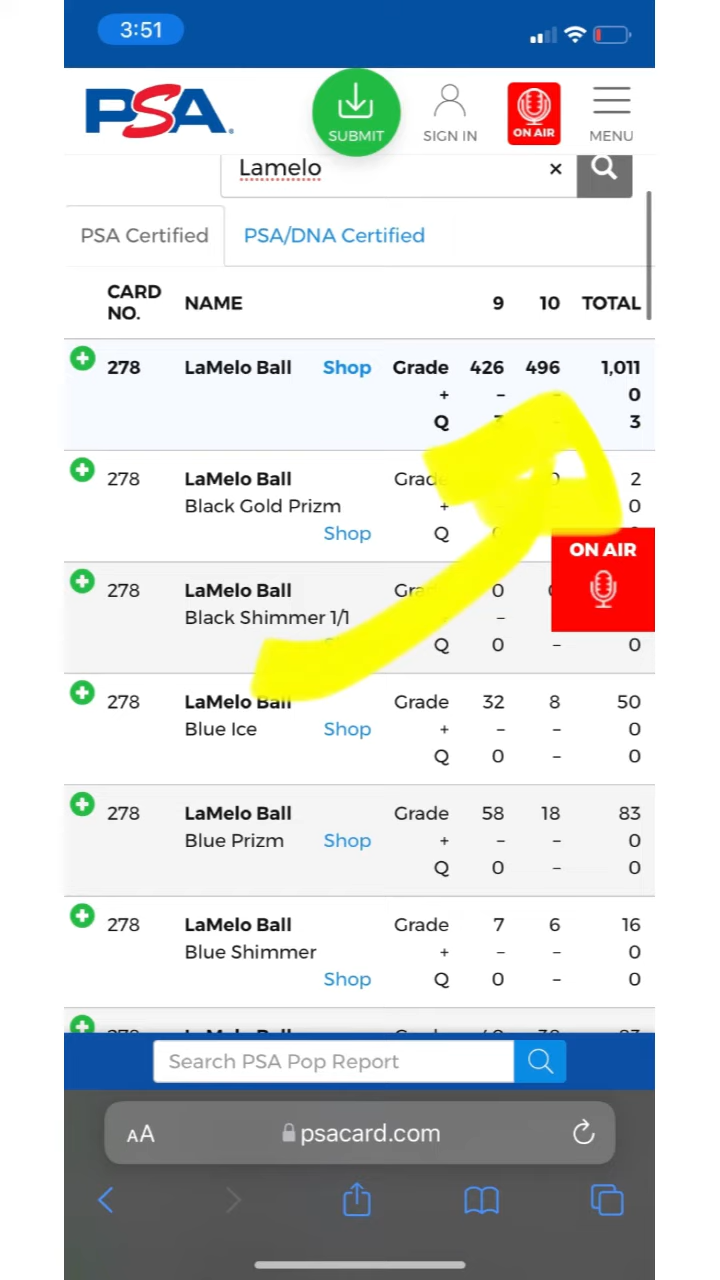 3:51
PSA
SUBMIT
SIGN IN
ON AIR
MENU
Lamelo ×
PSA Certified PSA/DNA Certified
CARD NO. NAME 9 10 TOTAL
278 LaMelo Ball Shop Grade 426 496 1,011
+ – – 0
Q 3 – 3
278 LaMelo Ball Grade 2
Black Gold Prizm + 0
Shop Q
ON AIR
278 LaMelo Ball Grade 0
Black Shimmer 1/1 –
Q 0 – 0
278 LaMelo Ball Grade 32 8 50
Blue Ice Shop + – – 0
Q 0 – 0
278 LaMelo Ball Grade 58 18 83
Blue Prizm Shop + – – 0
Q 0 – 0
278 LaMelo Ball Grade 7 6 16
Blue Shimmer + – – 0
Shop Q 0 – 0
Search PSA Pop Report
AA psacard.com